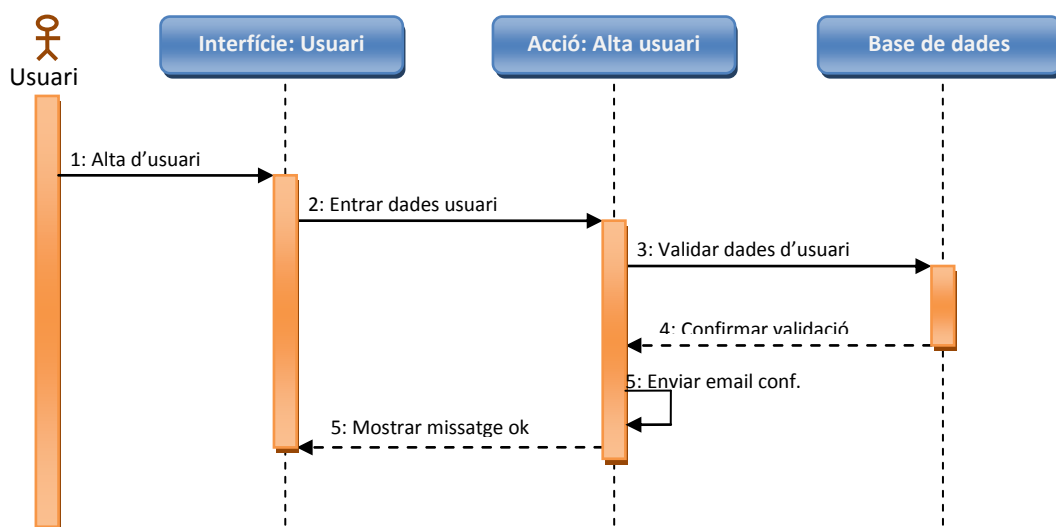 Interfície: Usuari
Acció: Alta usuari
Base de dades
Usuari
1: Alta d’usuari
2: Entrar dades usuari
3: Validar dades d’usuari
4: Confirmar validació
5: Enviar email conf.
5: Mostrar missatge ok